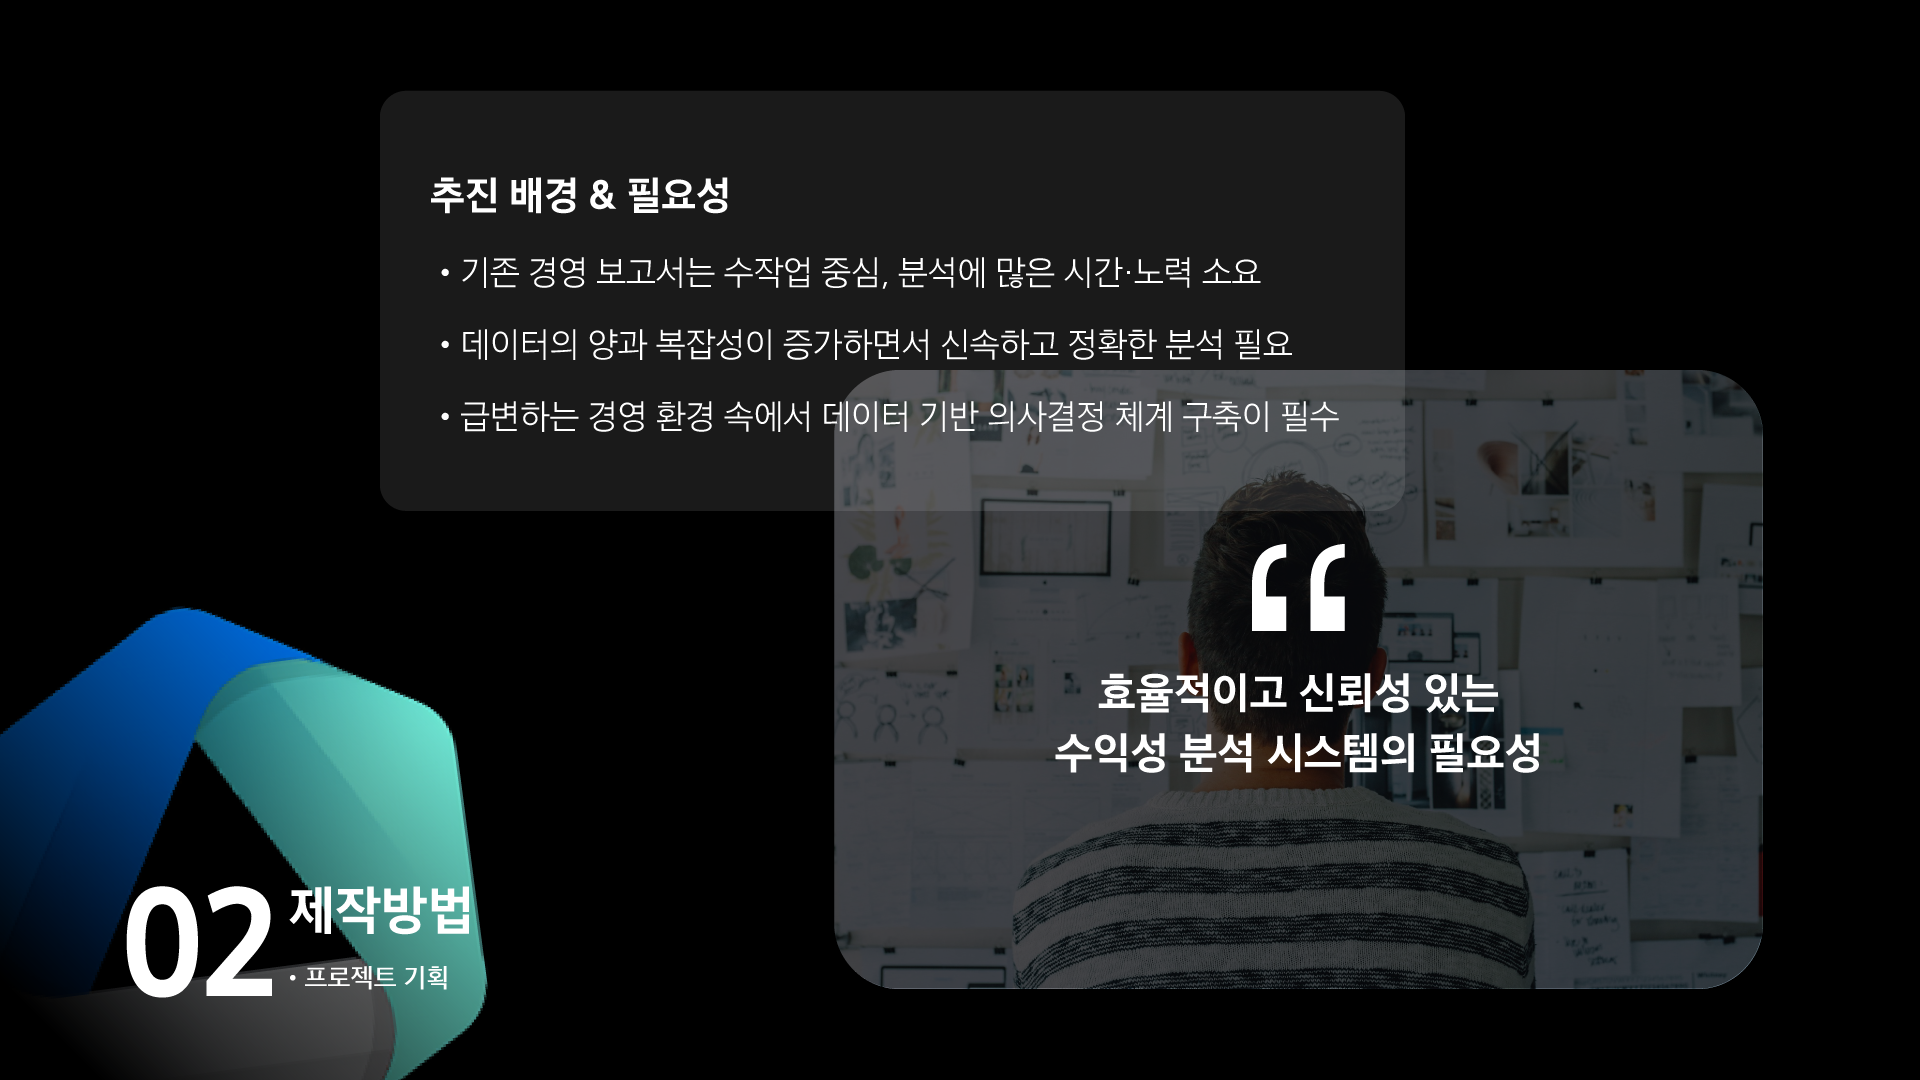 추진 배경 & 필요성
• 기존 경영 보고서는 수작업 중심, 분석에 많은 시간·노력 소요
• 데이터의 양과 복잡성이 증가하면서 신속하고 정확한 분석 필요
• 급변하는 경영 환경 속에서 데이터 기반 의사결정 체계 구축이 필수
“
효율적이고 신뢰성 있는
수익성 분석 시스템의 필요성
02 제작방법
• 프로젝트 기획